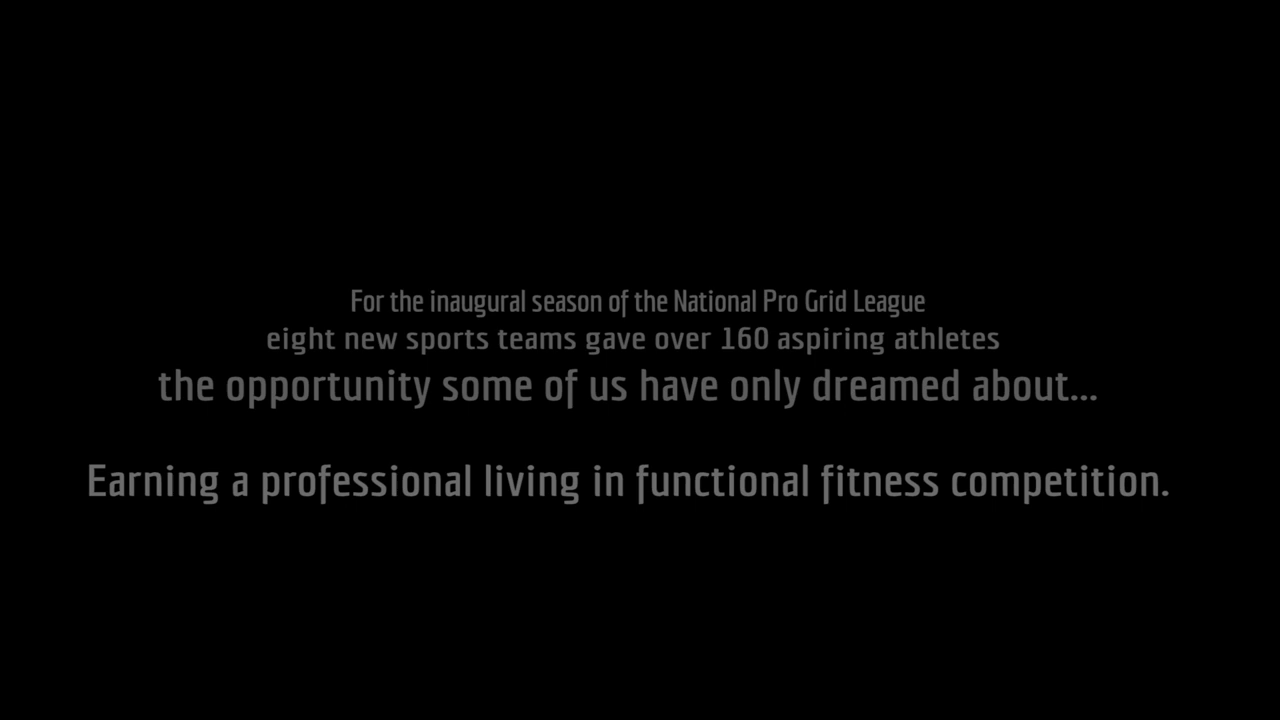 For the inaugural season of the National Pro Grid League
eight new sports teams gave over 160 aspiring athletes
the opportunity some of us have only dreamed about...
Earning a professional living in functional fitness competition.